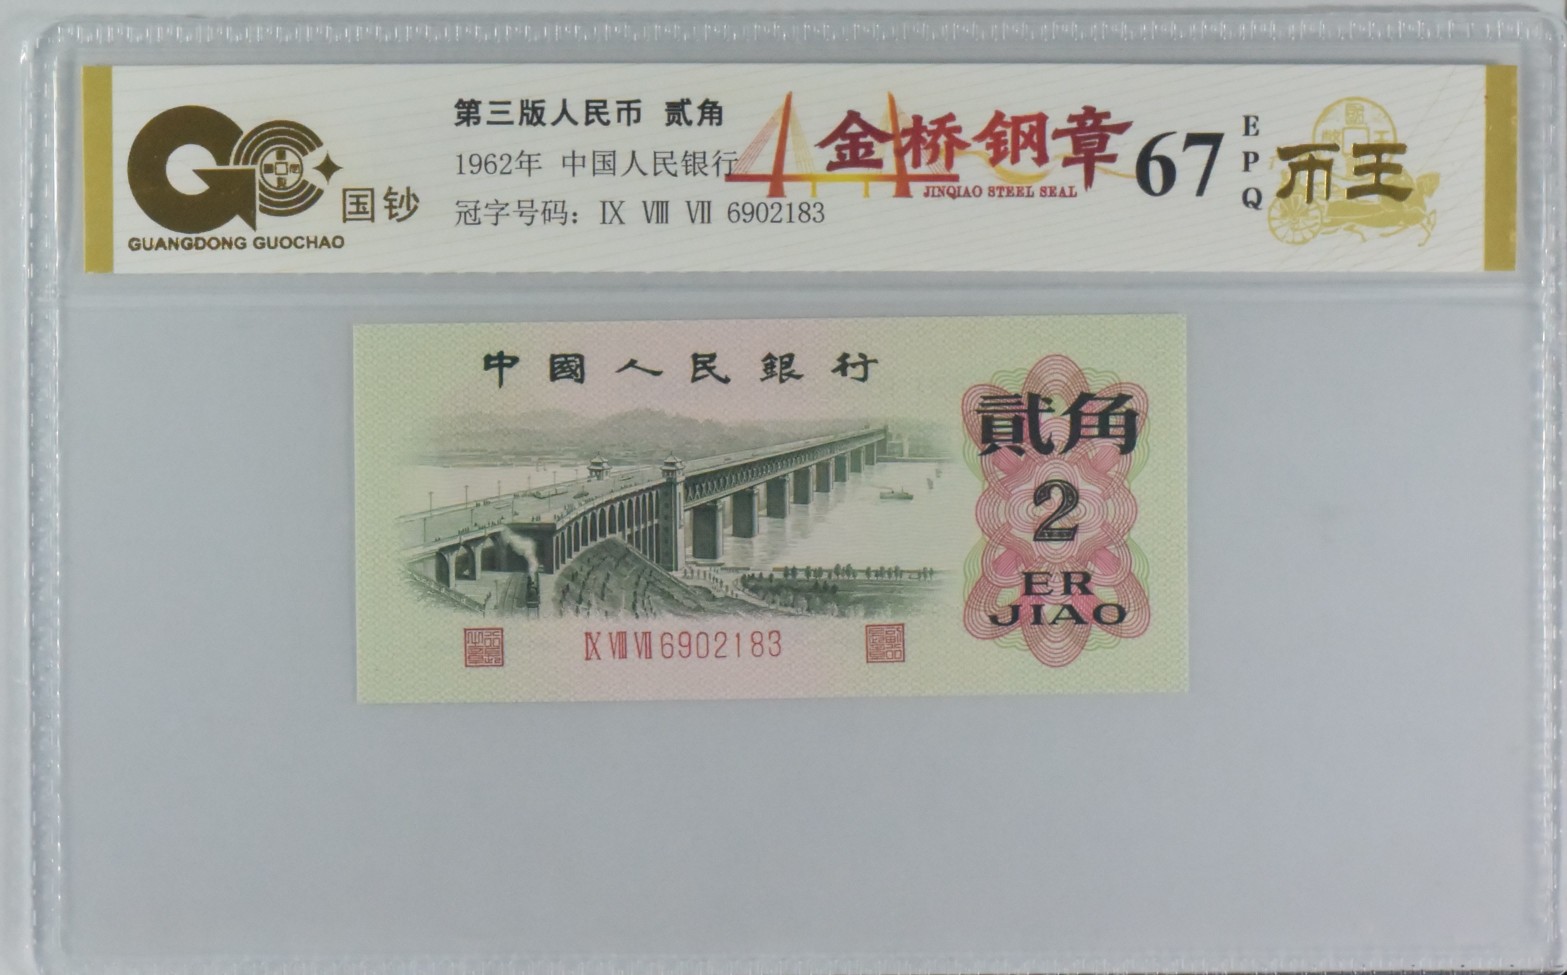 第三版人民币 贰角
1962年 中国人民银行
冠字号码: Ⅸ Ⅷ Ⅶ 6902183
国钞
GUANGDONG GUOCHAO
金桥钢章
JINQIAO STEEL SEAL
67
EPQ
币王
中國人民銀行
貳角
2
ER
JIAO
Ⅸ Ⅷ Ⅶ 6902183